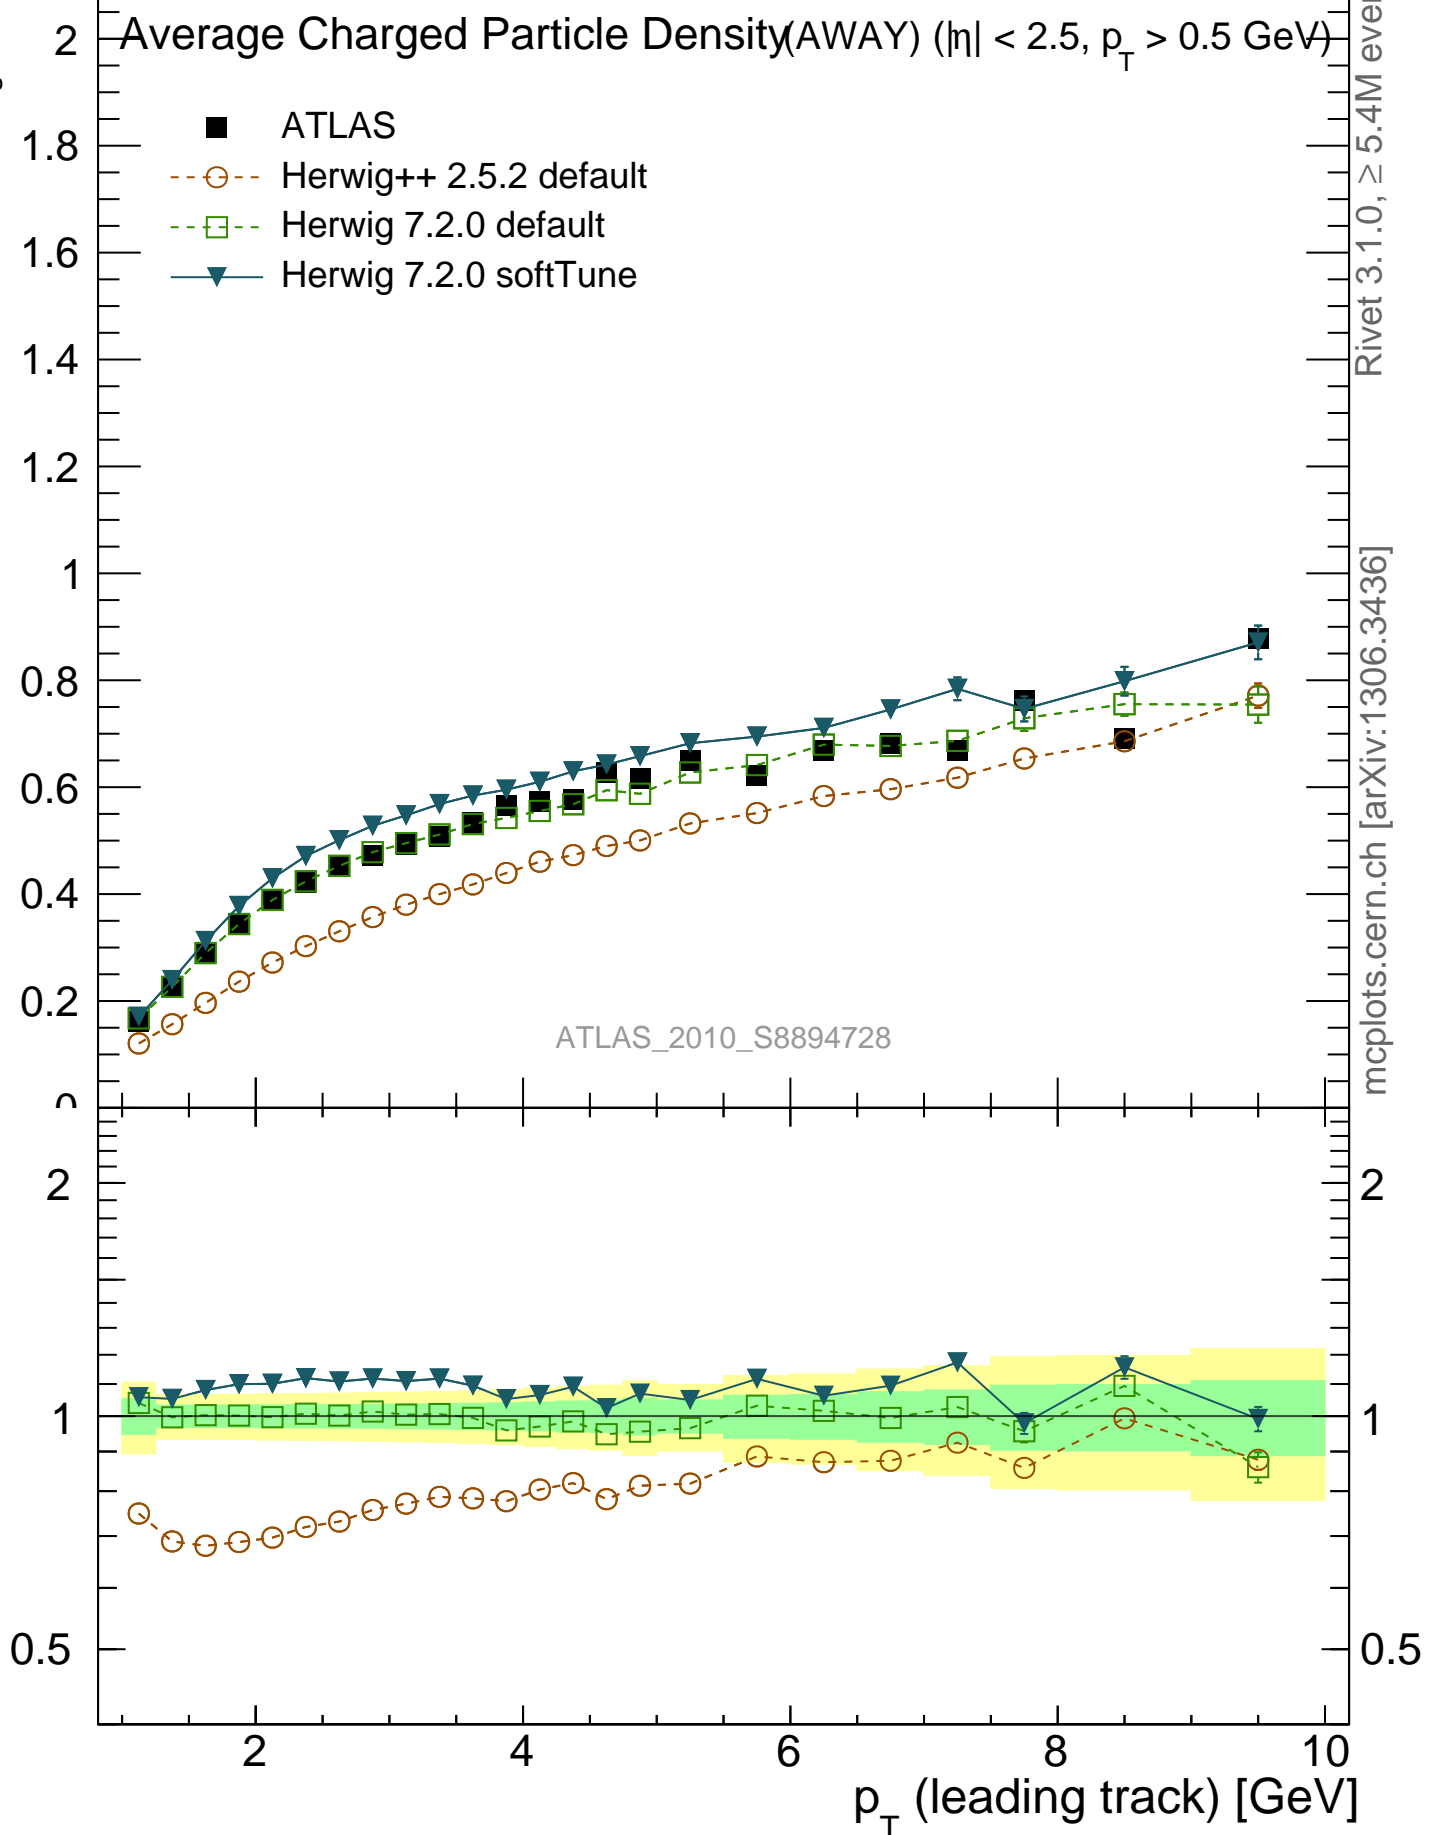 Average Charged Particle Density (AWAY) (|η| < 2.5, p_T > 0.5 GeV)
ATLAS
Herwig++ 2.5.2 default
Herwig 7.2.0 default
Herwig 7.2.0 softTune
2
1.8
1.6
1.4
1.2
1
0.8
0.6
0.4
0.2
0
ATLAS_2010_S8894728
Rivet 3.1.0, ≥ 5.4M
mcplots.cern.ch [arXiv:1306.3436]
2
1
0.5
2
1
0.5
2 4 6 8 10
p_T (leading track) [GeV]